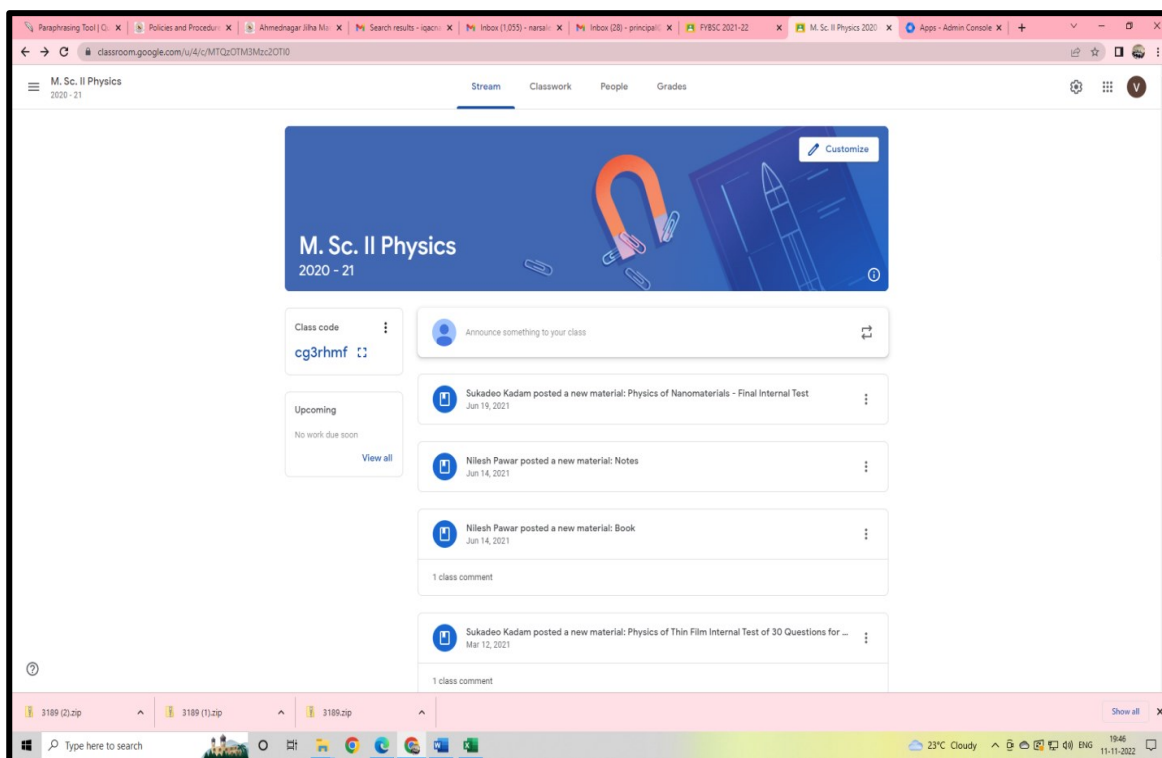 Paraphrasing Tool | Q
Policies and Procedure
Ahmednagar Jilha Ma
Search results - iqacn
Inbox (1,055) - narsale
Inbox (28) - principal
FYBSC 2021-22
M. Sc. II Physics 2020
Apps - Admin Console
classroom.google.com/u/4/c/MTQzOTM3Mzc2OTI0
M. Sc. II Physics
2020 - 21
Stream Classwork People Grades
V
Customize
M. Sc. II Physics
2020 - 21
Class code
cg3rhmf
Upcoming
No work due soon
View all
Announce something to your class
Sukadeo Kadam posted a new material: Physics of Nanomaterials - Final Internal Test
Jun 19, 2021
Nilesh Pawar posted a new material: Notes
Jun 14, 2021
Nilesh Pawar posted a new material: Book
Jun 14, 2021
1 class comment
Sukadeo Kadam posted a new material: Physics of Thin Film Internal Test of 30 Questions for ...
Mar 12, 2021
1 class comment
3189 (2).zip
3189 (1).zip
3189.zip
Show all
Type here to search
23°C Cloudy
ENG
19:46
11-11-2022